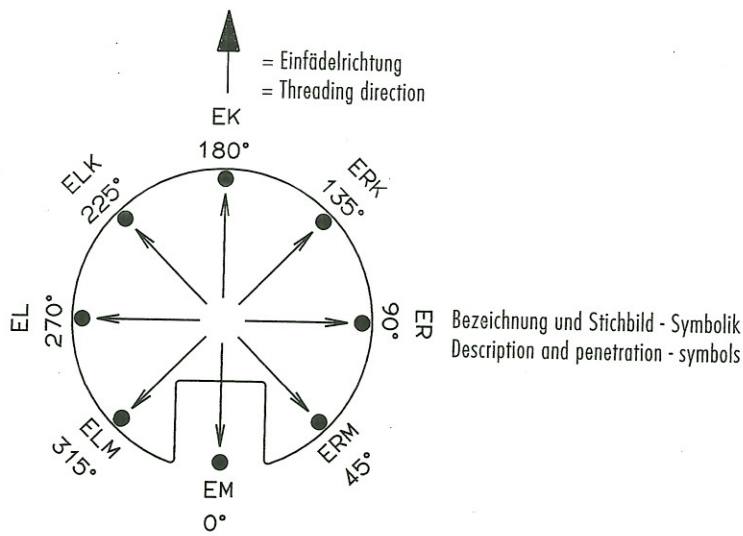 = Einfädelrichtung
= Threading direction
EK
180°
ELK
225°
ERK
135°
EL
270°
90°
ER
Bezeichnung und Stichbild - Symbolik
Description and penetration - symbols
ELM
315°
ERM
45°
EM
0°